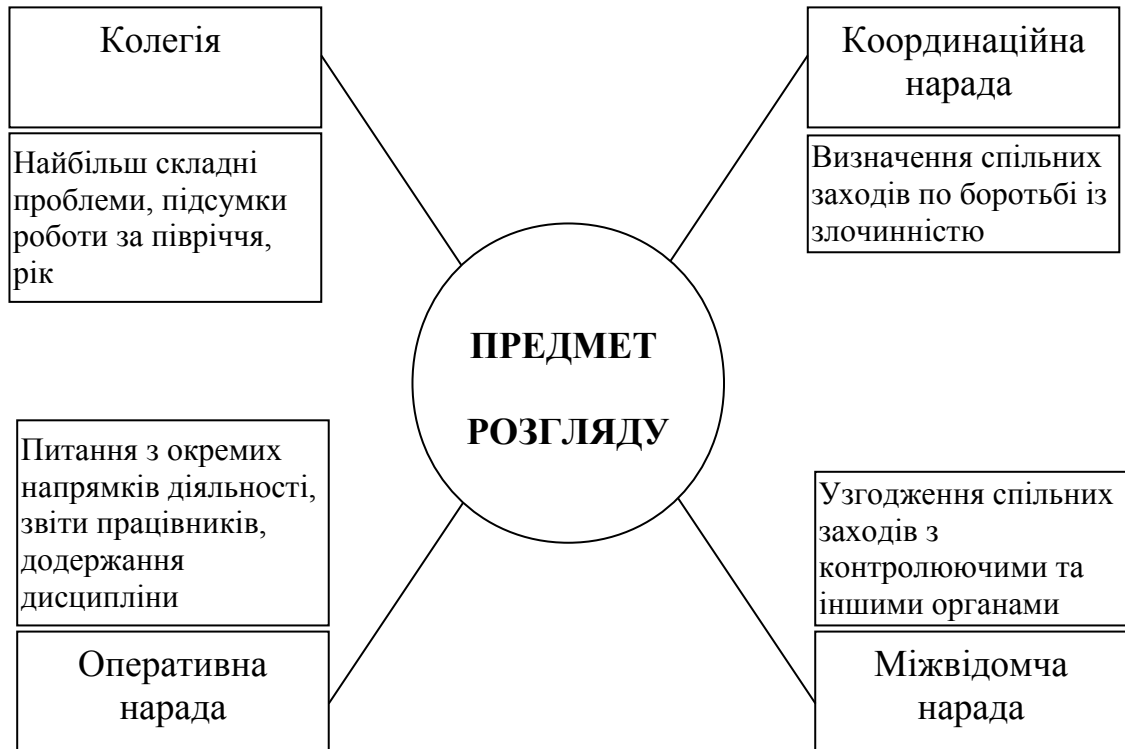 Колегія
Найбільш складні
проблеми, підсумки
роботи за півріччя,
рік
Координаційна
нарада
Визначення спільних
заходів по боротьбі із
злочинністю
ПРЕДМЕТ
РОЗГЛЯДУ
Питання з окремих
напрямків діяльності,
звіти працівників,
додержання
дисципліни
Оперативна
нарада
Узгодження спільних
заходів з
контролюючими та
іншими органами
Міжвідомча
нарада